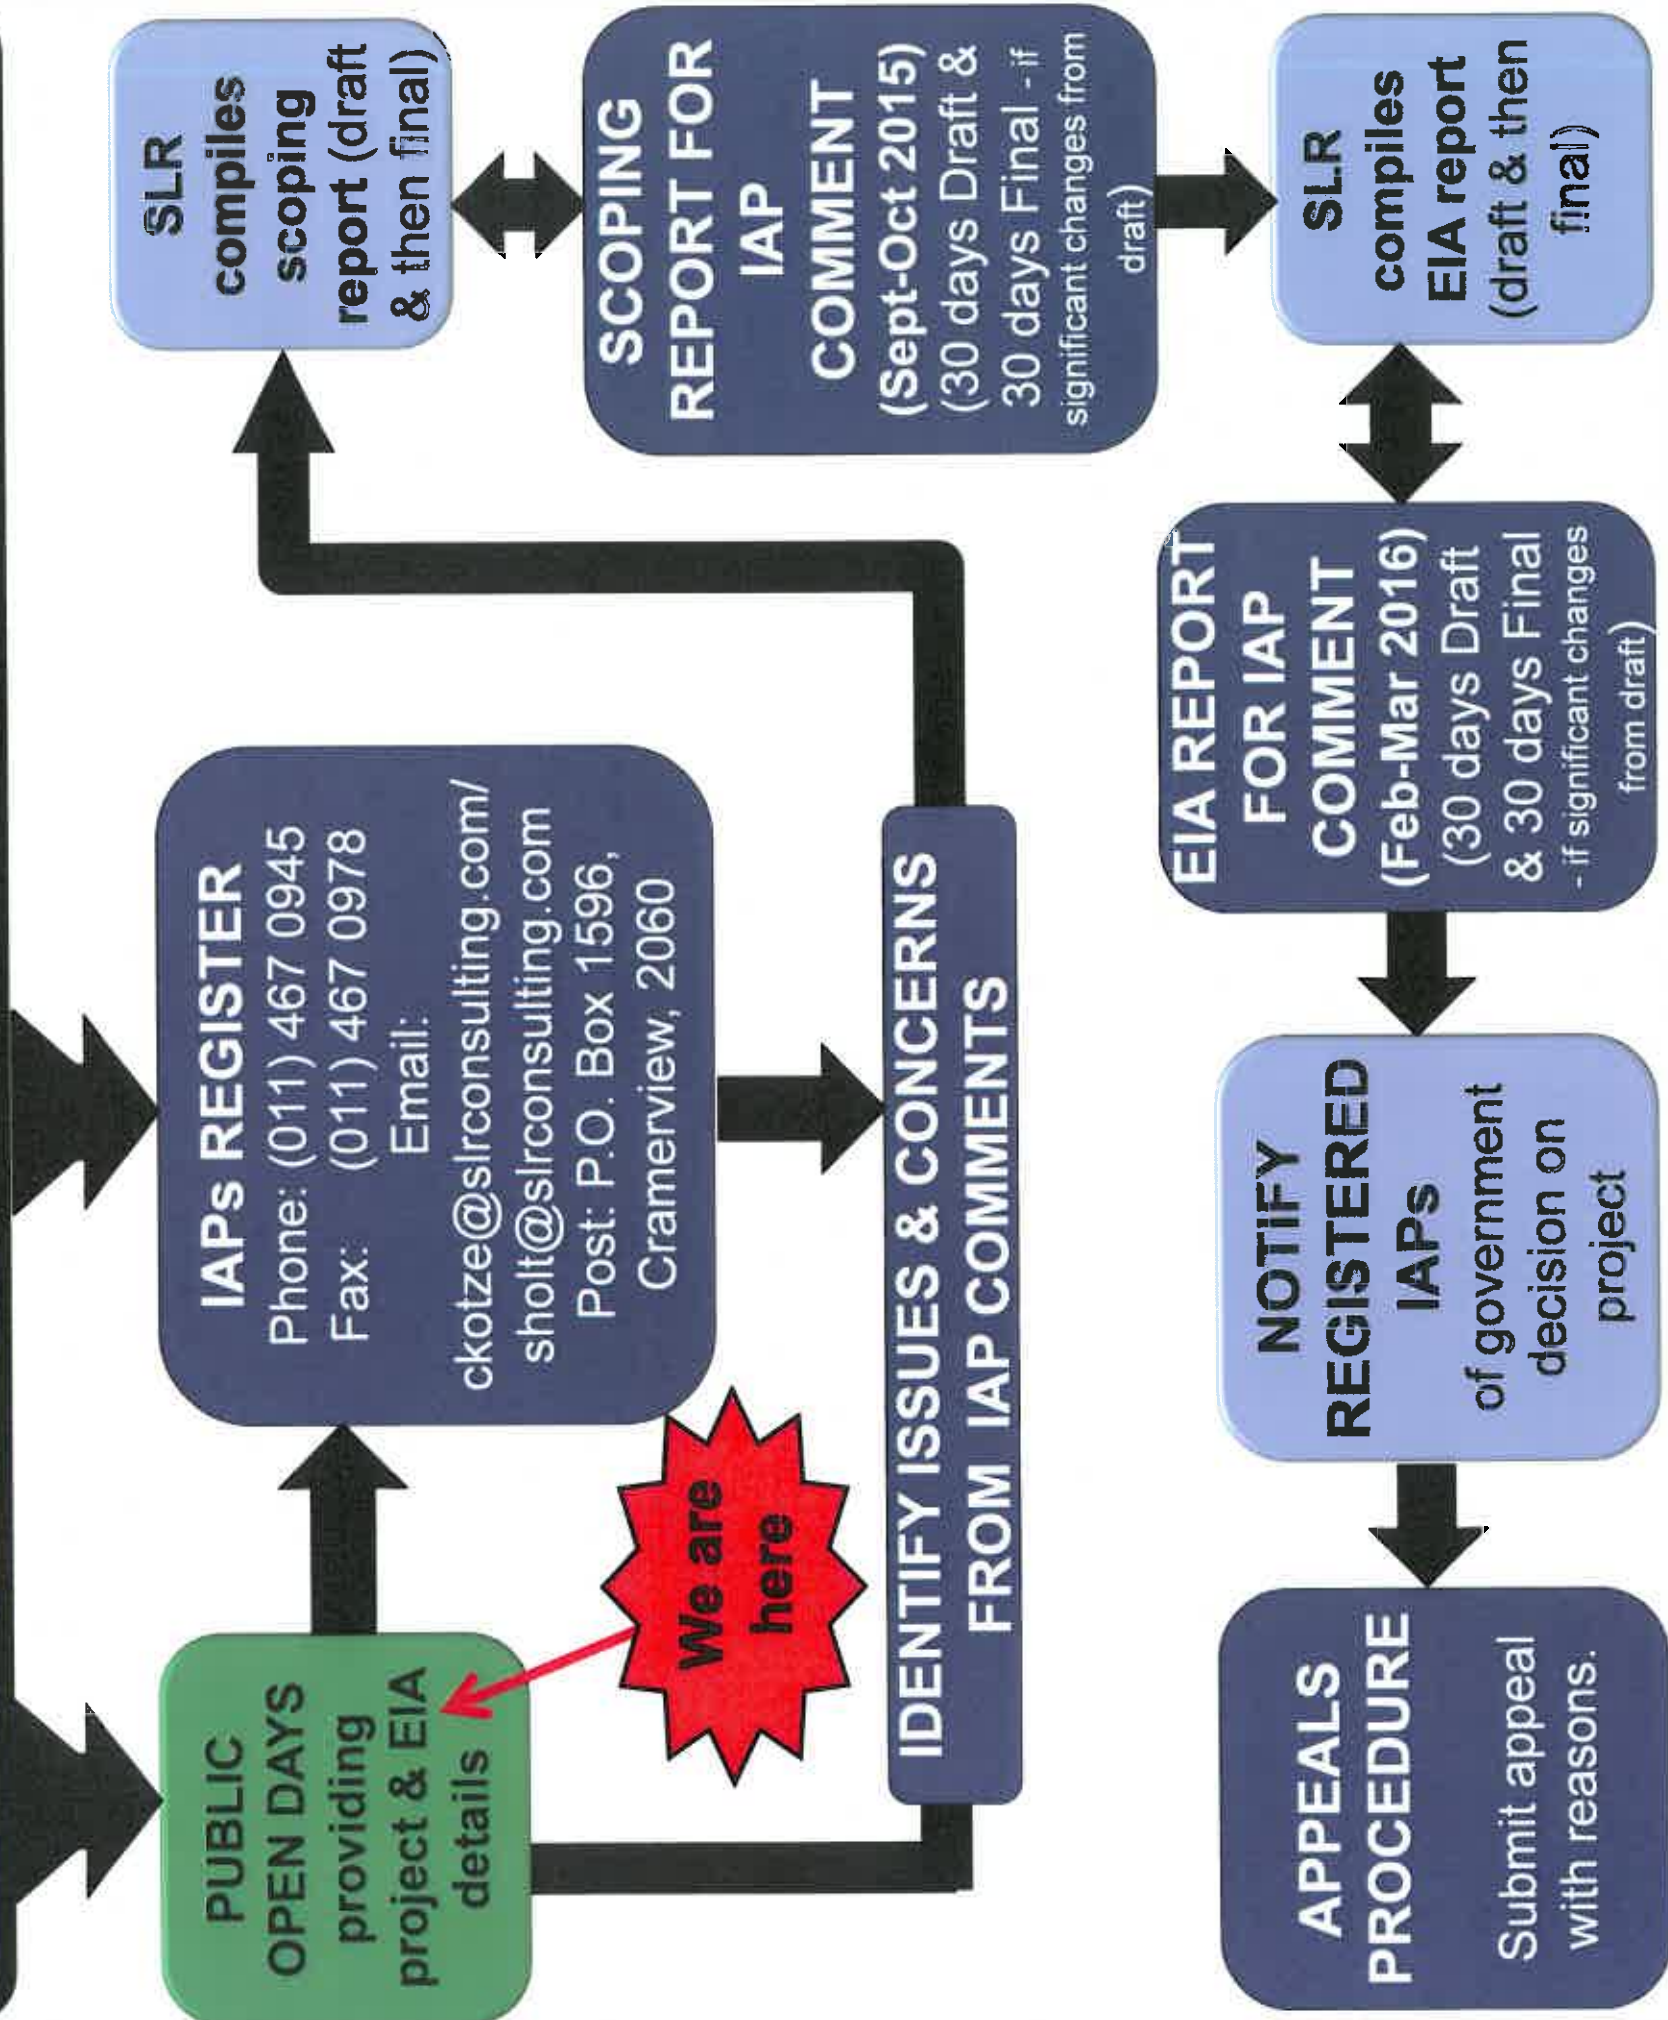 PUBLIC
OPEN DAYS
providing
project & EIA
details
We are
here
IAPs REGISTER
Phone: (011) 467 0945
Fax: (011) 467 0978
Email:
ckotze@slrconsulting.com/
sholt@slrconsulting.com
Post: P.O. Box 1596,
Cramerview, 2060
IDENTIFY ISSUES & CONCERNS
FROM IAP COMMENTS
SLR
compiles
scoping
report (draft
& then final)
SCOPING
REPORT FOR
IAP
COMMENT
(Sept-Oct 2015)
(30 days Draft &
30 days Final - if
significant changes from
draft)
SLR
compiles
EIA report
(draft & then
final)
EIA REPORT
FOR IAP
COMMENT
(Feb-Mar 2016)
(30 days Draft
& 30 days Final
- if significant changes
from draft)
NOTIFY
REGISTERED
IAPs
of government
decision on
project
APPEALS
PROCEDURE
Submit appeal
with reasons.